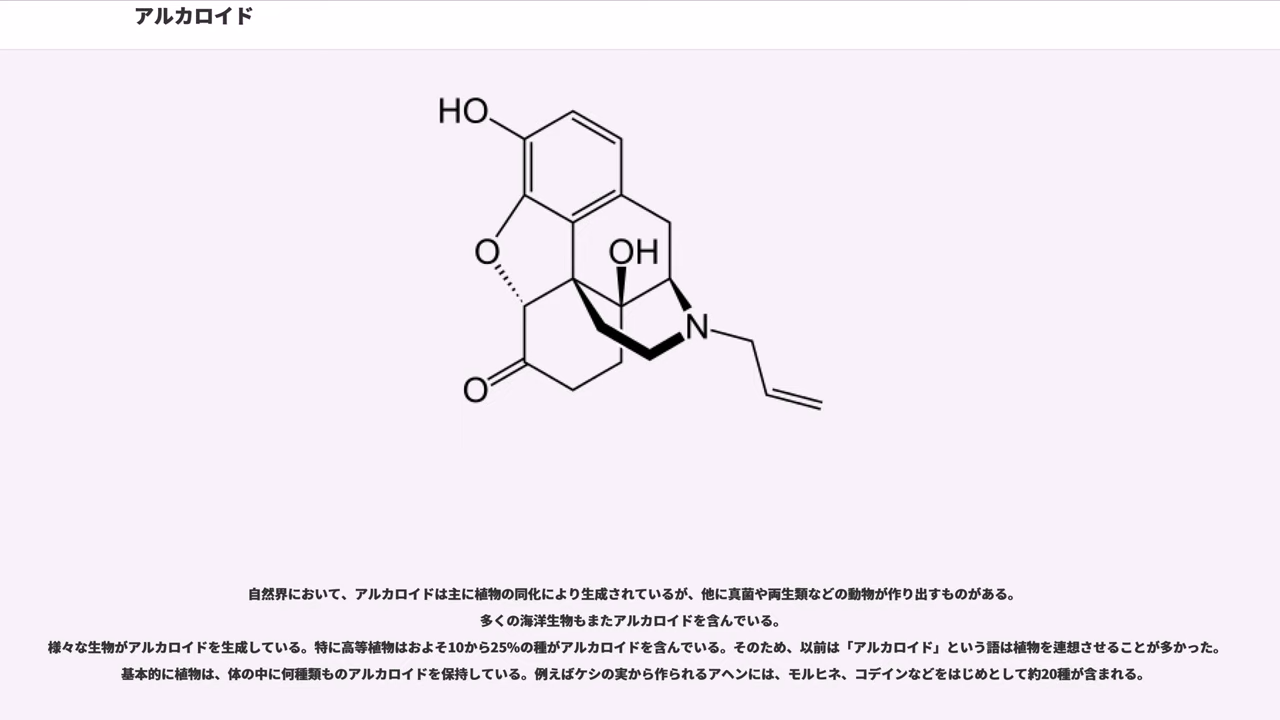 アルカロイド
HO
O
OH
N
O
自然界において、アルカロイドは主に植物の同化により生成されているが、他に真菌や両生類などの動物が作り出すものがある。
多くの海洋生物もまたアルカロイドを含んでいる。
様々な生物がアルカロイドを生成している。特に高等植物はおよそ10から25%の種がアルカロイドを含んでいる。そのため、以前は「アルカロイド」という語は植物を連想させることが多かった。
基本的に植物は、体の中に何種類ものアルカロイドを保持している。例えばケシの実から作られるアヘンには、モルヒネ、コデインなどをはじめとして約20種が含まれる。